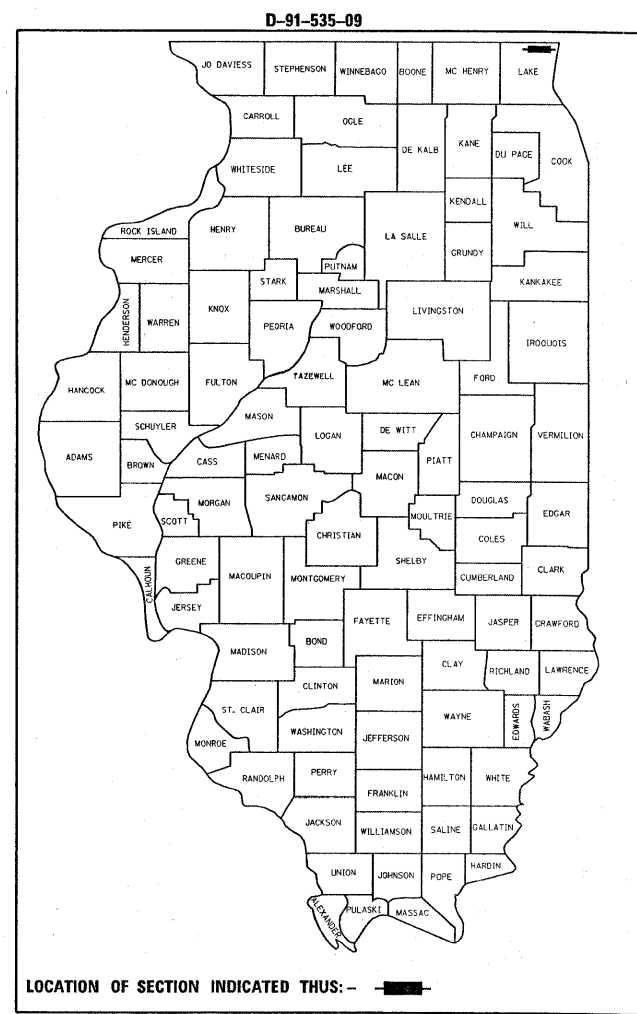 D-91-535-09
JO DAVIESS
STEPHENSON
WINNEBAGO
BOONE
MC HENRY
LAKE
CARROLL
OGLE
DE KALB
KANE
DU PAGE
COOK
WHITESIDE
LEE
KENDALL
WILL
ROCK ISLAND
HENRY
BUREAU
LA SALLE
GRUNDY
MERCER
PUTNAM
KANKAKEE
STARK
MARSHALL
HENDERSON
WARREN
KNOX
PEORIA
WOODFORD
LIVINGSTON
IROQUOIS
HANCOCK
MC DONOUGH
FULTON
TAZEWELL
MC LEAN
FORD
SCHUYLER
MASON
LOGAN
DE WITT
CHAMPAIGN
VERMILION
ADAMS
BROWN
CASS
MENARD
MACON
PIATT
PIKE
SCOTT
MORGAN
SANGAMON
CHRISTIAN
MOULTRIE
DOUGLAS
EDGAR
COLES
CALHOUN
GREENE
MACOUPIN
MONTGOMERY
SHELBY
CUMBERLAND
CLARK
JERSEY
FAYETTE
EFFINGHAM
JASPER
CRAWFORD
MADISON
BOND
CLAY
RICHLAND
LAWRENCE
CLINTON
MARION
ST. CLAIR
WAYNE
EDWARDS
WABASH
MONROE
WASHINGTON
JEFFERSON
RANDOLPH
PERRY
FRANKLIN
HAMILTON
WHITE
JACKSON
WILLIAMSON
SALINE
GALLATIN
UNION
JOHNSON
POPE
HARDIN
ALEXANDER
PULASKI
MASSAC
LOCATION OF SECTION INDICATED THUS: -